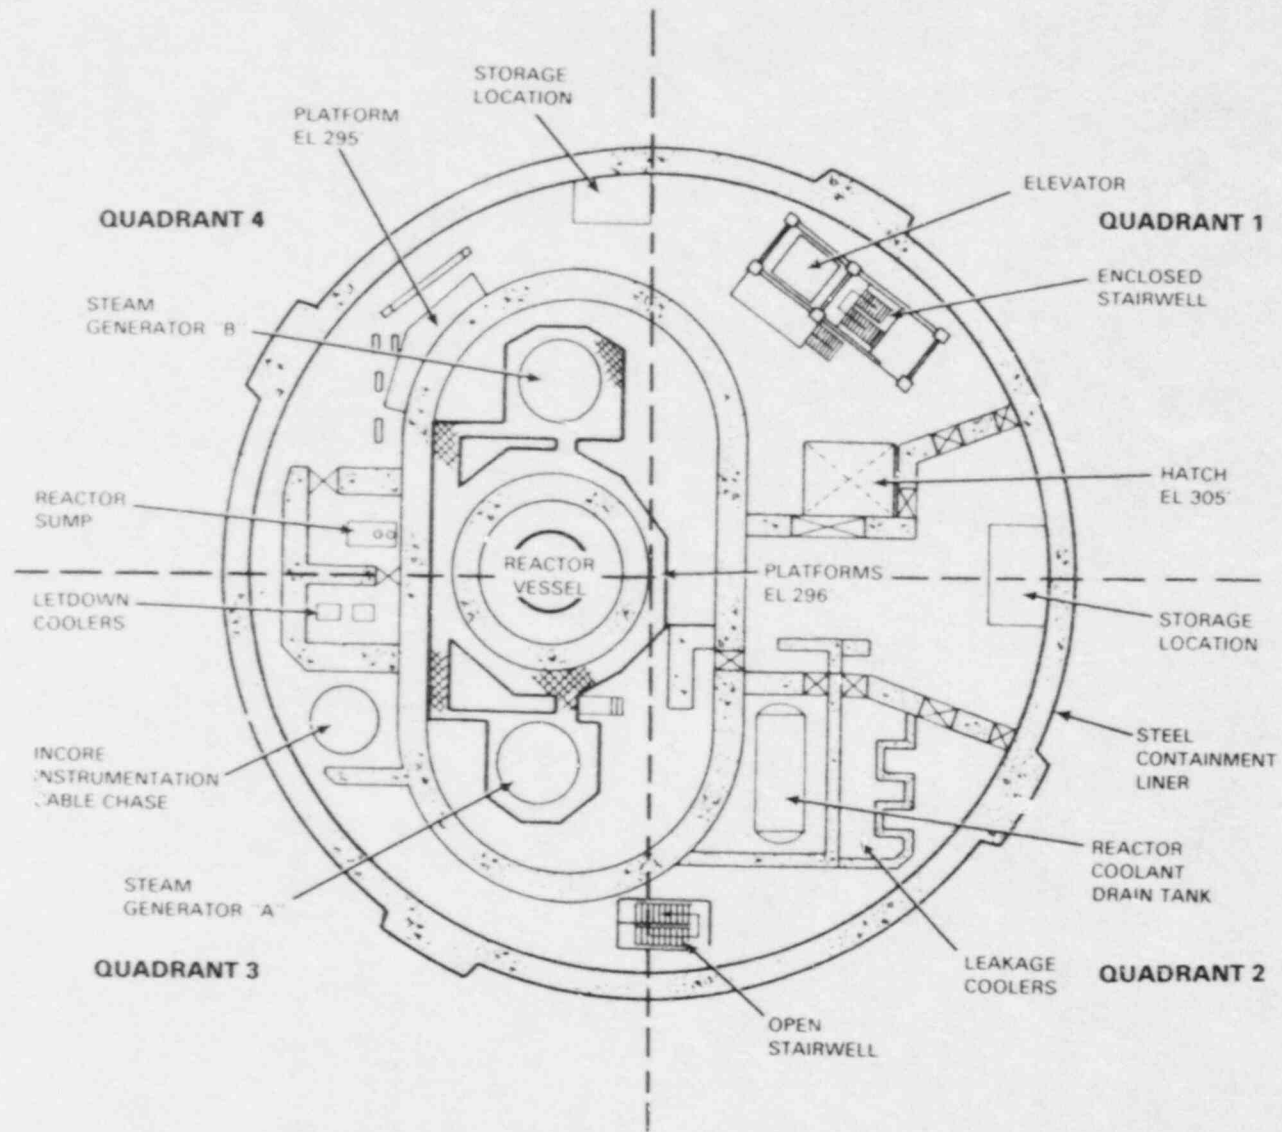 STORAGE
LOCATION
PLATFORM
EL 295'
ELEVATOR
QUADRANT 4
QUADRANT 1
ENCLOSED
STAIRWELL
STEAM
GENERATOR "B"
HATCH
EL 305'
REACTOR
SUMP
REACTOR
VESSEL
PLATFORMS
EL 296
LETDOWN
COOLERS
STORAGE
LOCATION
STEEL
CONTAINMENT
LINER
INCORE
INSTRUMENTATION
CABLE CHASE
REACTOR
COOLANT
DRAIN TANK
STEAM
GENERATOR "A"
QUADRANT 3
LEAKAGE
COOLERS
QUADRANT 2
OPEN
STAIRWELL